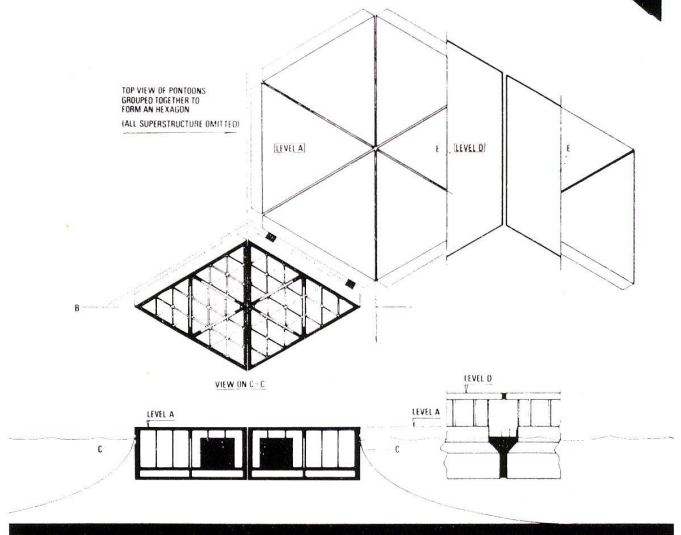 TOP VIEW OF PONTOONS
GROUPED TOGETHER TO
FORM AN HEXAGON
(ALL SUPERSTRUCTURE OMITTED)
LEVEL A
E
LEVEL D
E
B
VIEW ON C-C
LEVEL D
LEVEL A
LEVEL A
C
C